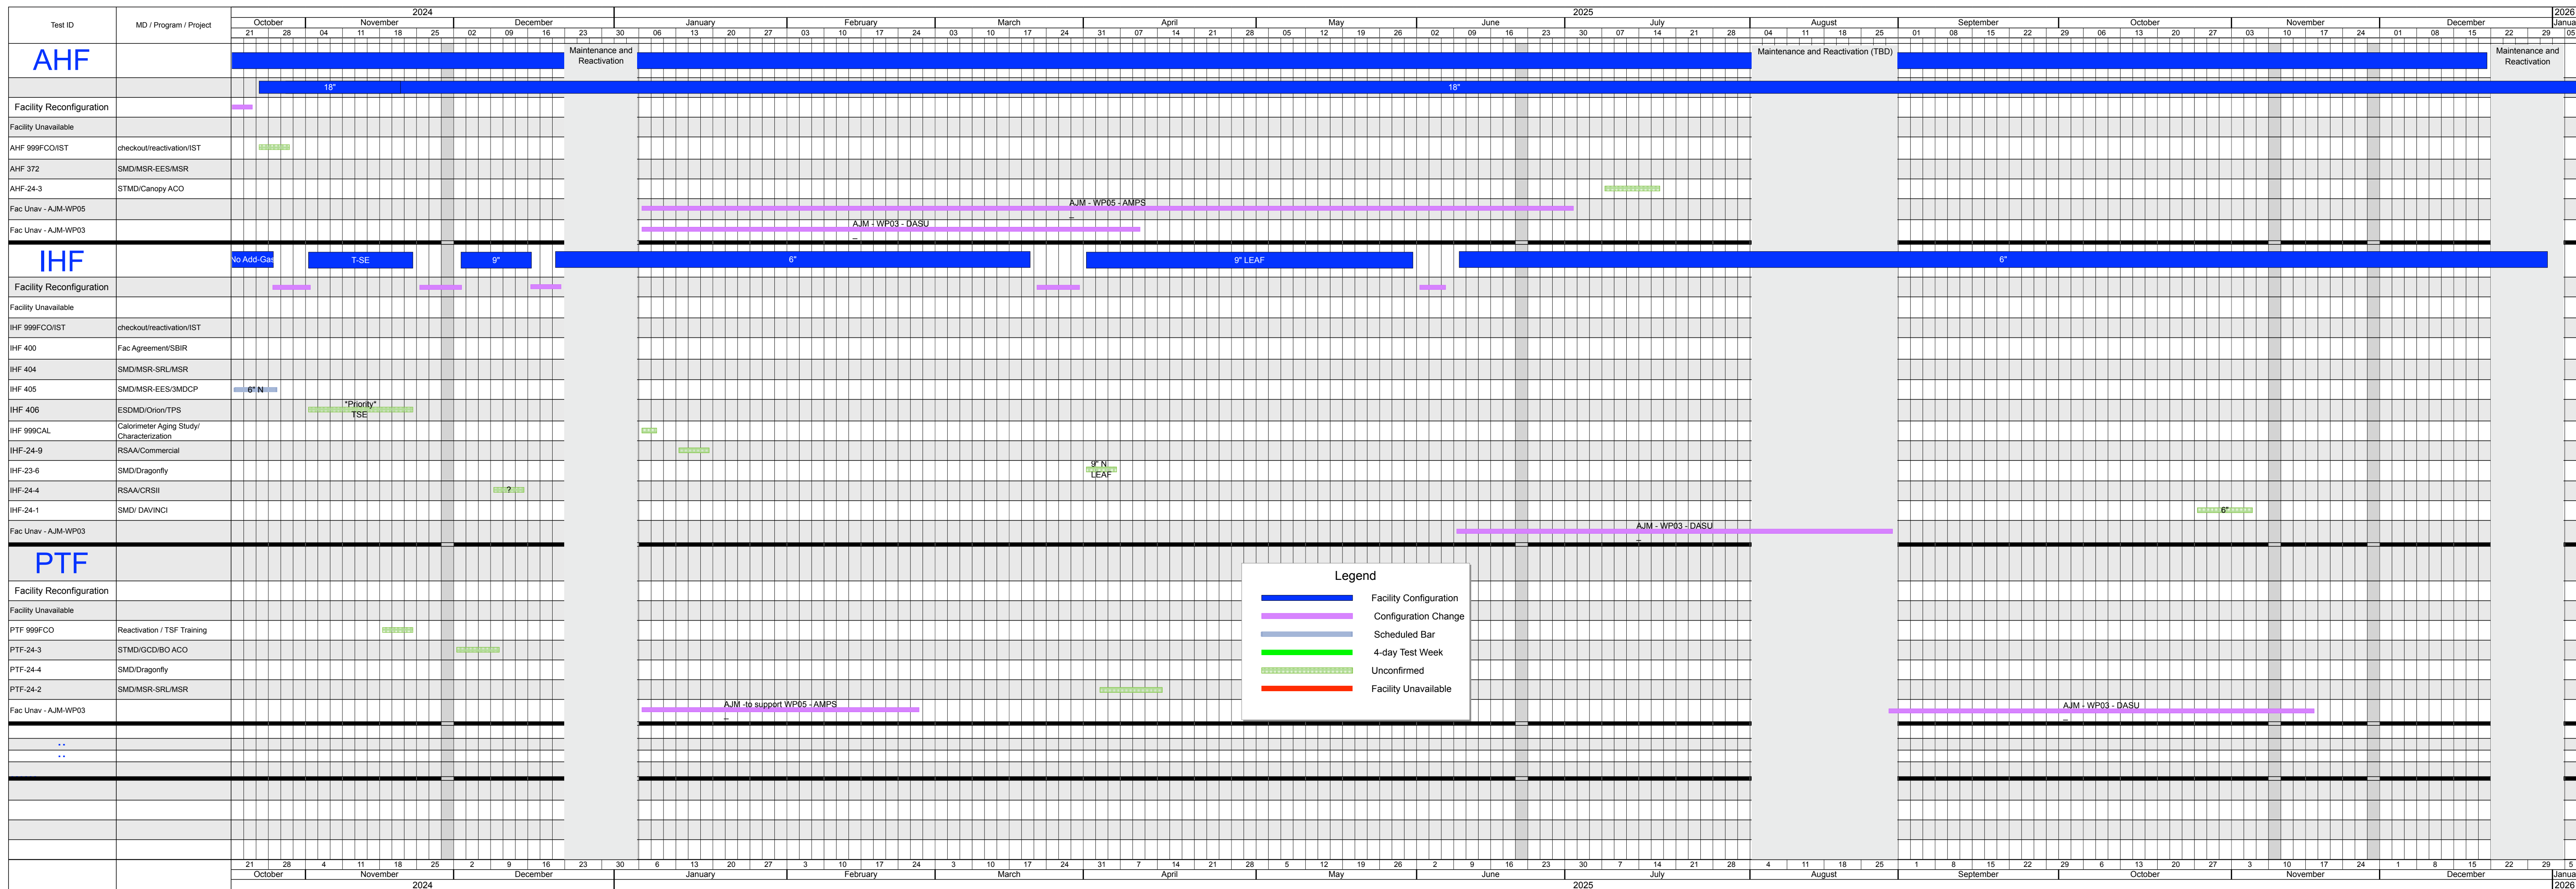 2024 2025 2026
Test ID MD / Program / Project October November December January February March April May June July August September October November December Janua
21 28 04 11 18 25 02 09 16 23 30 06 13 20 27 03 10 17 24 03 10 17 24 31 07 14 21 28 05 12 19 26 02 09 16 23 30 07 14 21 28 04 11 18 25 01 08 15 22 29 06 13 20 27 03 10 17 24 01 08 15 22 29 05
AHF Maintenance and Maintenance and Reactivation (TBD) Maintenance and
Reactivation Reactivation
18" 18"
Facility Reconfiguration
Facility Unavailable
AHF 999FCO/IST checkout/reactivation/IST
AHF 372 SMD/MSR-EES/MSR
AHF-24-3 STMD/Canopy ACO
Fac Unav - AJM-WP05 AJM - WP05 - AMPS
_
Fac Unav - AJM-WP03 AJM - WP03 - DASU
_
IHF No Add-Gas T-SE 9" 6" 9" LEAF 6"
Facility Reconfiguration
Facility Unavailable
IHF 999FCO/IST checkout/reactivation/IST
IHF 400 Fac Agreement/SBIR
IHF 404 SMD/MSR-SRL/MSR
IHF 405 SMD/MSR-EES/3MDCP 6" N
IHF 406 ESDMD/Orion/TPS *Priority*
TSE
IHF 999CAL Calorimeter Aging Study/
Characterization
IHF-24-9 RSAA/Commercial
IHF-23-6 SMD/Dragonfly 9" N
LEAF
IHF-24-4 RSAA/CRSII ?
IHF-24-1 SMD/ DAVINCI 6"
Fac Unav - AJM-WP03 AJM - WP03 - DASU
_
PTF
Facility Reconfiguration
Facility Unavailable
PTF 999FCO Reactivation / TSF Training
PTF-24-3 STMD/GCD/BO ACO
PTF-24-4 SMD/Dragonfly
PTF-24-2 SMD/MSR-SRL/MSR
Fac Unav - AJM-WP03 AJM -to support WP05 - AMPS AJM - WP03 - DASU
_ _
Legend
Facility Configuration
Configuration Change
Scheduled Bar
4-day Test Week
Unconfirmed
Facility Unavailable
21 28 4 11 18 25 2 9 16 23 30 6 13 20 27 3 10 17 24 3 10 17 24 31 7 14 21 28 5 12 19 26 2 9 16 23 30 7 14 21 28 4 11 18 25 1 8 15 22 29 6 13 20 27 3 10 17 24 1 8 15 22 29 5
October November December January February March April May June July August September October November December Janua
2024 2025 2026